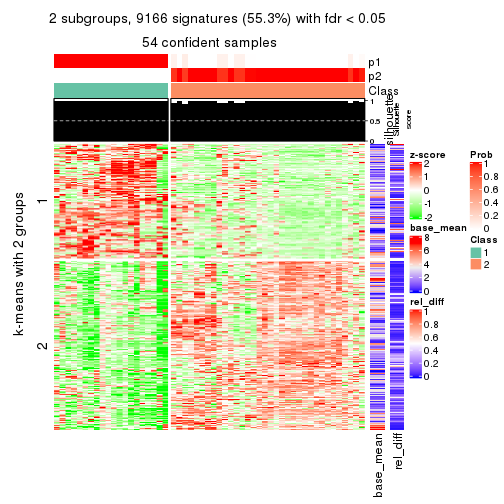 2 subgroups, 9166 signatures (55.3%) with fdr < 0.05
54 confident samples
p1
p2
Class
1
0.5
0
silhouette
Silhouette
score
k-means with 2 groups
1
2
base_mean
rel_diff
z-score
2
1
0
-1
-2
base_mean
8
6
4
2
0
rel_diff
1
0.8
0.6
0.4
0.2
0
Prob
1
0.8
0.6
0.4
0.2
0
Class
1
2